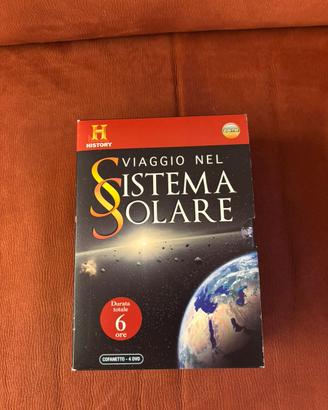 H
HISTORY
VIAGGIO NEL
SISTEMA
SOLARE
Durata
totale
6
ore
COFANETTO - 4 DVD